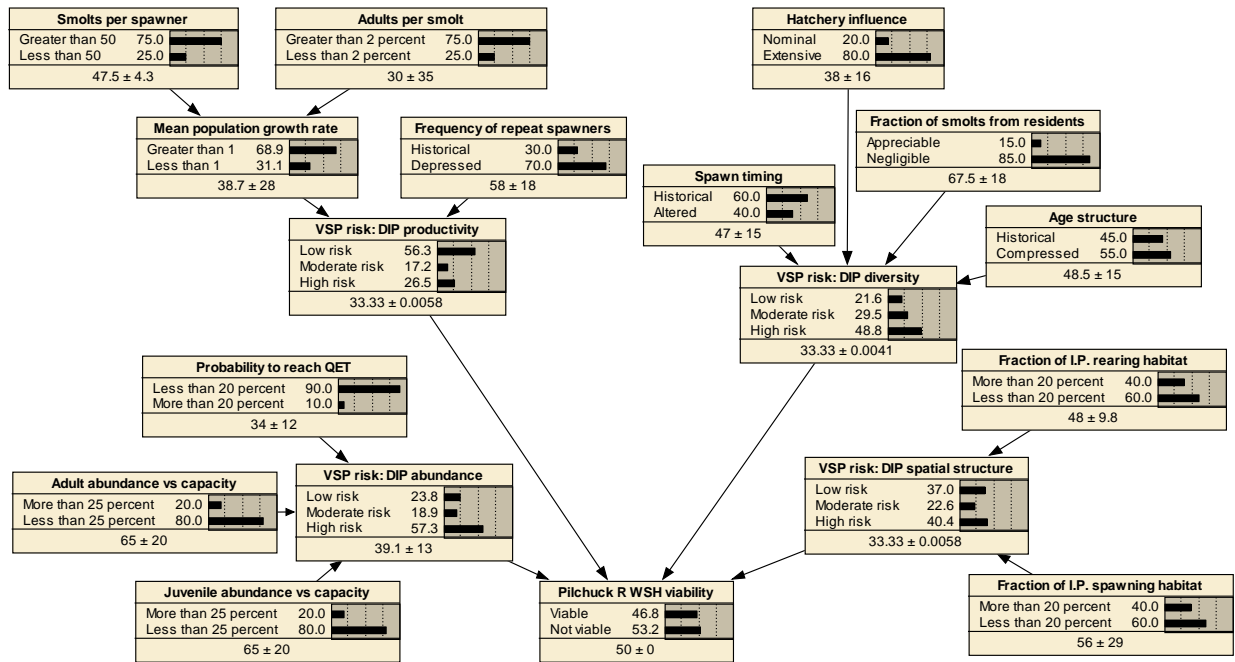 Smolts per spawner
Greater than 50 75.0
Less than 50 25.0
47.5 ± 4.3
Adults per smolt
Greater than 2 percent 75.0
Less than 2 percent 25.0
30 ± 35
Hatchery influence
Nominal 20.0
Extensive 80.0
38 ± 16
Mean population growth rate
Greater than 1 68.9
Less than 1 31.1
38.7 ± 28
Frequency of repeat spawners
Historical 30.0
Depressed 70.0
58 ± 18
Fraction of smolts from residents
Appreciable 15.0
Negligible 85.0
67.5 ± 18
Spawn timing
Historical 60.0
Altered 40.0
47 ± 15
Age structure
Historical 45.0
Compressed 55.0
48.5 ± 15
VSP risk: DIP productivity
Low risk 56.3
Moderate risk 17.2
High risk 26.5
33.33 ± 0.0058
VSP risk: DIP diversity
Low risk 21.6
Moderate risk 29.5
High risk 48.8
33.33 ± 0.0041
Probability to reach QET
Less than 20 percent 90.0
More than 20 percent 10.0
34 ± 12
Fraction of I.P. rearing habitat
More than 20 percent 40.0
Less than 20 percent 60.0
48 ± 9.8
Adult abundance vs capacity
More than 25 percent 20.0
Less than 25 percent 80.0
65 ± 20
VSP risk: DIP abundance
Low risk 23.8
Moderate risk 18.9
High risk 57.3
39.1 ± 13
VSP risk: DIP spatial structure
Low risk 37.0
Moderate risk 22.6
High risk 40.4
33.33 ± 0.0058
Juvenile abundance vs capacity
More than 25 percent 20.0
Less than 25 percent 80.0
65 ± 20
Pilchuck R WSH viability
Viable 46.8
Not viable 53.2
50 ± 0
Fraction of I.P. spawning habitat
More than 20 percent 40.0
Less than 20 percent 60.0
56 ± 29